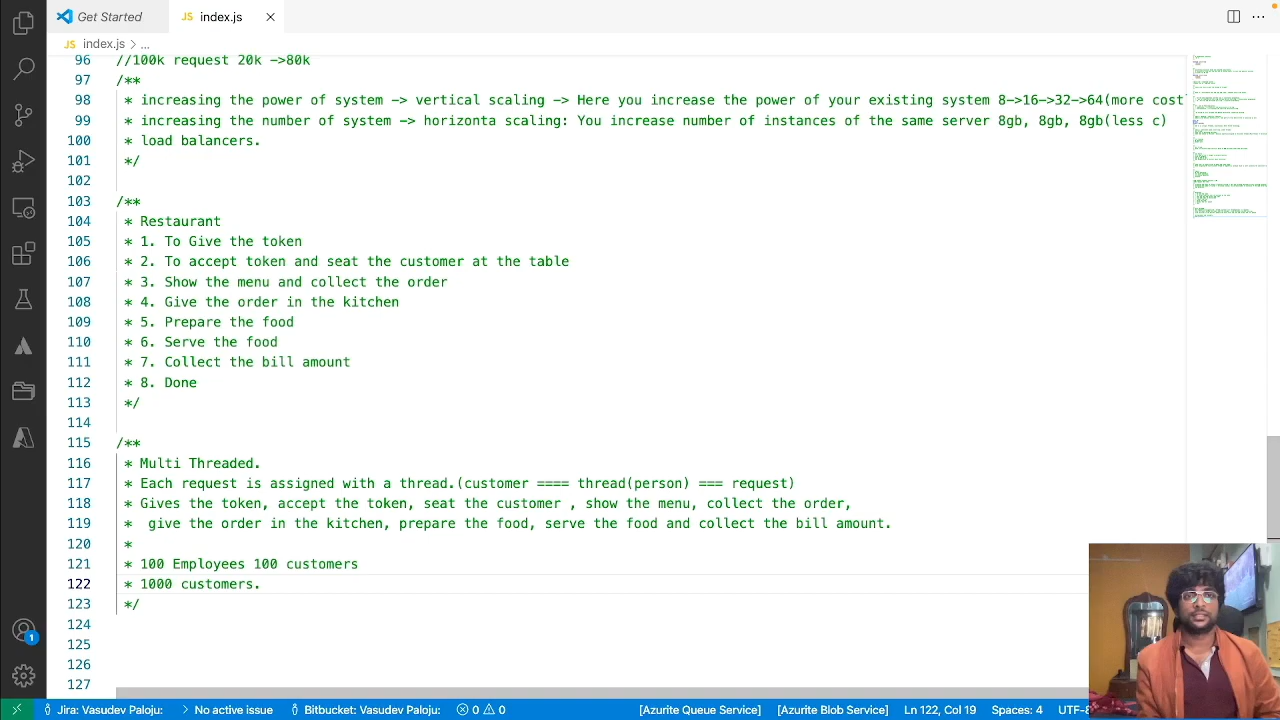 Get Started
JS index.js
JS index.js > ...
96 //100k request 20k ->80k
97 /**
98 * increasing the power of system -> vertical scaling -> Here you increase the power of your existing system 8->16->32->64(more cost
99 * increasing the number of system -> horizontal scaling: You increase number of instances of the same power 8gb, 8gb, 8gb(less c)
100 * load balancers.
101 */
102
103 /**
104 * Restaurant
105 * 1. To Give the token
106 * 2. To accept token and seat the customer at the table
107 * 3. Show the menu and collect the order
108 * 4. Give the order in the kitchen
109 * 5. Prepare the food
110 * 6. Serve the food
111 * 7. Collect the bill amount
112 * 8. Done
113 */
114
115 /**
116 * Multi Threaded.
117 * Each request is assigned with a thread.(customer ==== thread(person) === request)
118 * Gives the token, accept the token, seat the customer , show the menu, collect the order,
119 * give the order in the kitchen, prepare the food, serve the food and collect the bill amount.
120 *
121 * 100 Employees 100 customers
122 * 1000 customers.
123 */
124
125
126
127
1
Jira: Vasudev Paloju: No active issue Bitbucket: Vasudev Paloju: 0 0 [Azurite Queue Service] [Azurite Blob Service] Ln 122, Col 19 Spaces: 4 UTF-8